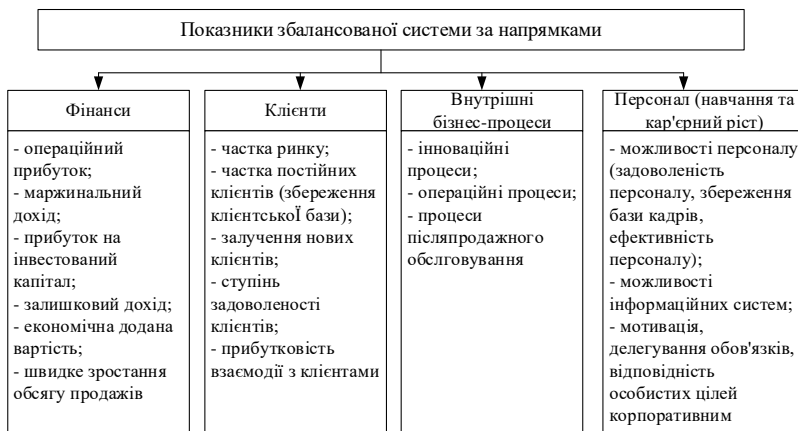 Показники збалансованої системи за напрямками
Фінанси
- операційний
прибуток;
- маржинальний
дохід;
- прибуток на
інвестований
капітал;
- залишковий дохід;
- економічна додана
вартість;
- швидке зростання
обсягу продажів
Клієнти
- частка ринку;
- частка постійних
клієнтів (збереження
клієнтськоЇ бази);
- залучення нових
клієнтів;
- ступінь
задоволеності
клієнтів;
- прибутковість
взаємодії з клієнтами
Внутрішні
бізнес-процеси
- інноваційні
процеси;
- операційні процеси;
- процеси
післяпродажного
обслговування
Персонал (навчання та
кар'єрний ріст)
- можливості персоналу
(задоволеність
персоналу, збереження
бази кадрів,
ефективність
персоналу);
- можливості
інформаційних систем;
- мотивація,
делегування обов'язків,
відповідність
особистих цілей
корпоративним